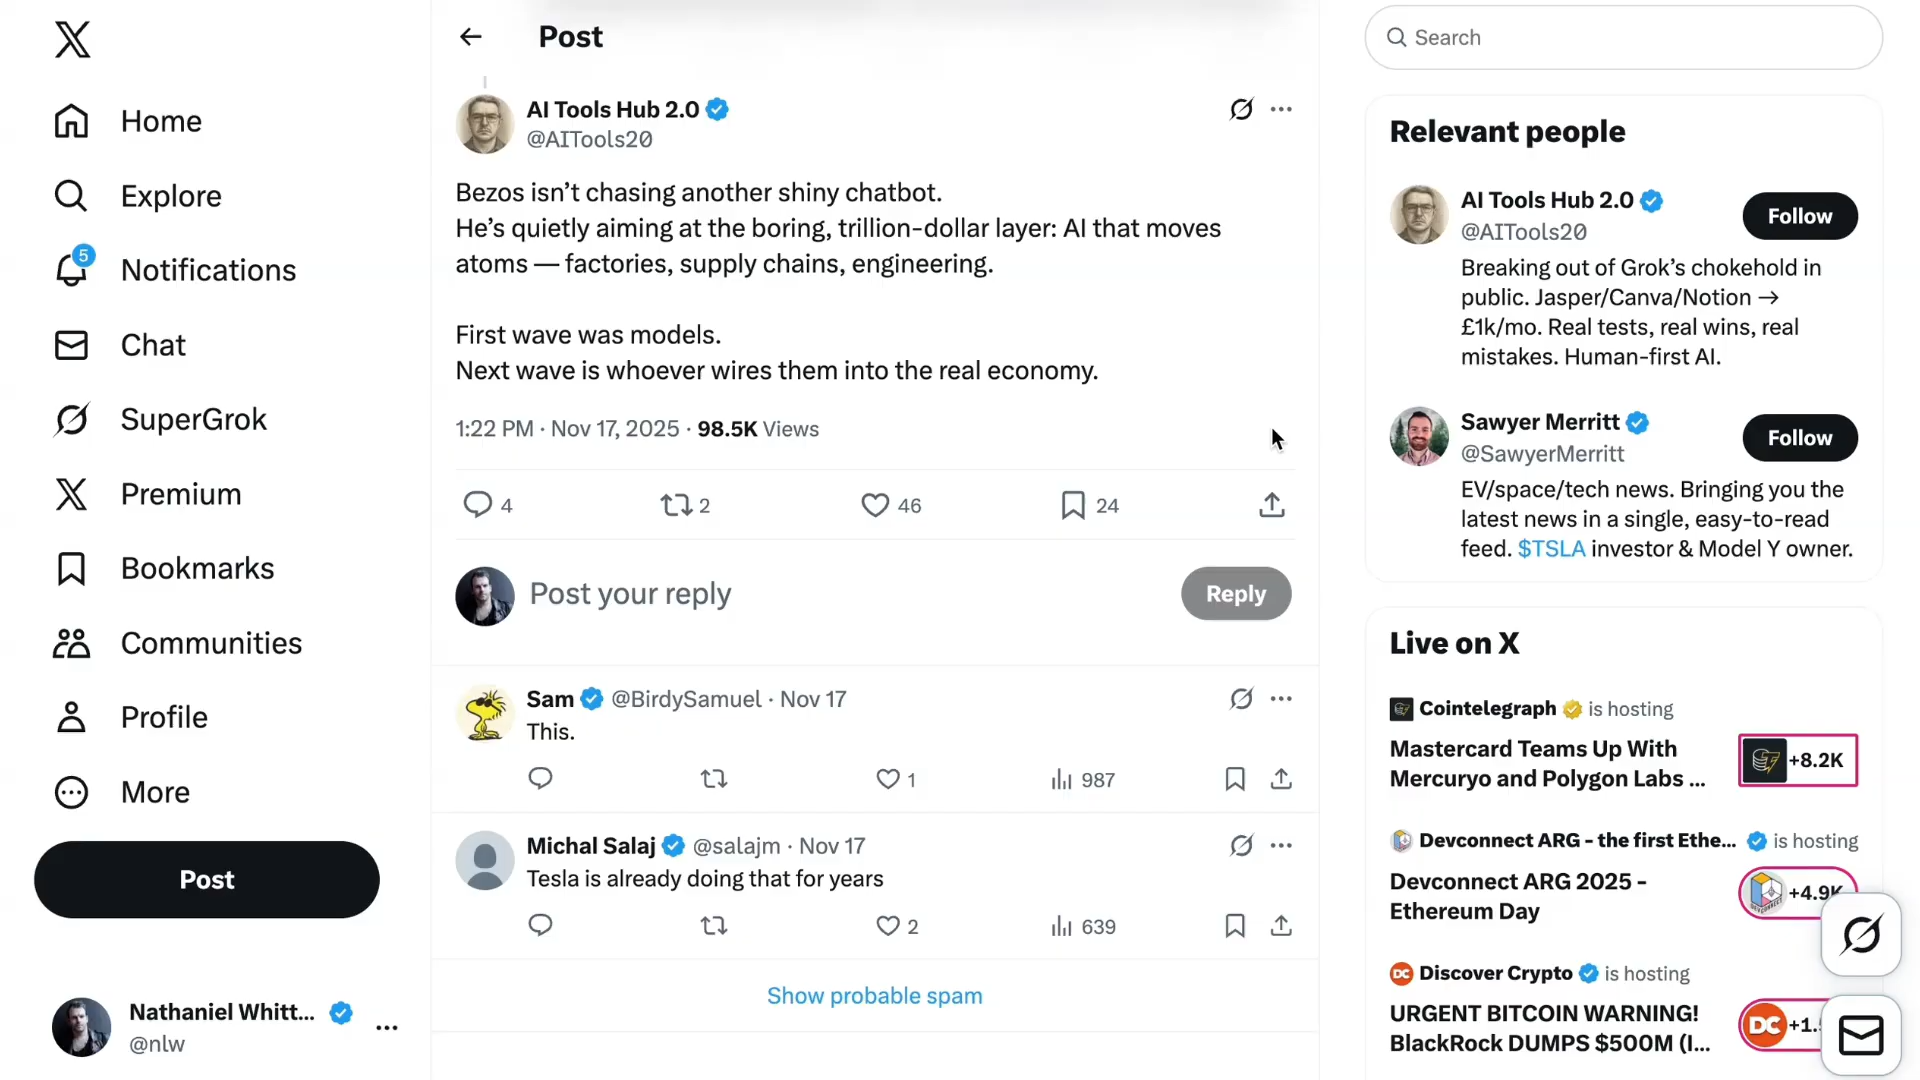 Home
Explore
5
Notifications
Chat
SuperGrok
Premium
Bookmarks
Communities
Profile
More
Post
Nathaniel Whitt...
@nlw
Post
AI Tools Hub 2.0
@AITools20
Bezos isn’t chasing another shiny chatbot.
He’s quietly aiming at the boring, trillion-dollar layer: AI that moves
atoms — factories, supply chains, engineering.
First wave was models.
Next wave is whoever wires them into the real economy.
1:22 PM · Nov 17, 2025 · 98.5K Views
4 2 46 24
Post your reply
Reply
Sam @BirdySamuel · Nov 17
This.
1 987
Michal Salaj @salajm · Nov 17
Tesla is already doing that for years
2 639
Show probable spam
Search
Relevant people
AI Tools Hub 2.0
@AITools20
Follow
Breaking out of Grok’s chokehold in
public. Jasper/Canva/Notion →
£1k/mo. Real tests, real wins, real
mistakes. Human-first AI.
Sawyer Merritt
@SawyerMerritt
Follow
EV/space/tech news. Bringing you the
latest news in a single, easy-to-read
feed. $TSLA investor & Model Y owner.
Live on X
Cointelegraph is hosting
Mastercard Teams Up With
Mercuryo and Polygon Labs ...
+8.2K
Devconnect ARG - the first Ethe... is hosting
Devconnect ARG 2025 -
Ethereum Day
+4.9K
DC Discover Crypto is hosting
URGENT BITCOIN WARNING!
BlackRock DUMPS $500M (I...
DC +1.